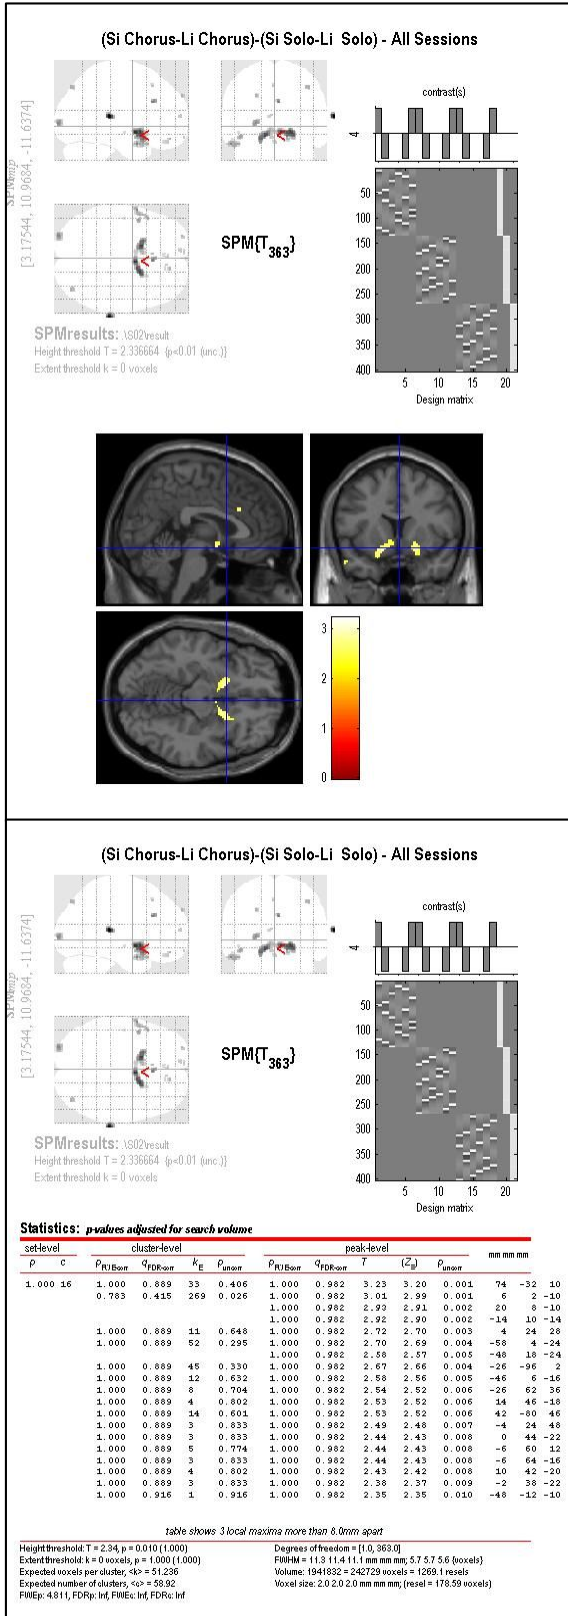 (Si Chorus-Li Chorus)-(Si Solo-Li Solo) - All Sessions
SPMmip
[3.17544, 10.9684, -11.6374]
<
<
<
SPM{T363}
SPMresults: .\S02\result
Height threshold T = 2.336664 {p<0.01 (unc.)}
Extent threshold k = 0 voxels
contrast(s)
4
50
100
150
200
250
300
350
400
5 10 15 20
Design matrix
3
2
1
0
(Si Chorus-Li Chorus)-(Si Solo-Li Solo) - All Sessions
SPMmip
[3.17544, 10.9684, -11.6374]
<
<
<
SPM{T363}
SPMresults: .\S02\result
Height threshold T = 2.336664 {p<0.01 (unc.)}
Extent threshold k = 0 voxels
contrast(s)
4
50
100
150
200
250
300
350
400
5 10 15 20
Design matrix
Statistics: p-values adjusted for search volume
set-level cluster-level peak-level mm mm mm
p c pFWE-corr qFDR-corr kE puncorr pFWE-corr qFDR-corr T (ZE) puncorr
1.000 16 1.000 0.889 33 0.406 1.000 0.982 3.23 3.20 0.001 74 -32 10
0.783 0.415 269 0.026 1.000 0.982 3.01 2.99 0.001 6 2 -10
1.000 0.982 2.93 2.91 0.002 20 8 -10
1.000 0.982 2.92 2.90 0.002 -14 10 -14
1.000 0.889 11 0.648 1.000 0.982 2.72 2.70 0.003 4 24 28
1.000 0.889 52 0.295 1.000 0.982 2.70 2.69 0.004 -58 4 -24
1.000 0.982 2.58 2.57 0.005 -48 18 -24
1.000 0.889 45 0.330 1.000 0.982 2.67 2.66 0.004 -26 -96 2
1.000 0.889 12 0.632 1.000 0.982 2.58 2.56 0.005 -46 6 -16
1.000 0.889 8 0.704 1.000 0.982 2.54 2.52 0.006 -26 62 36
1.000 0.889 4 0.802 1.000 0.982 2.53 2.52 0.006 14 46 -18
1.000 0.889 14 0.601 1.000 0.982 2.53 2.52 0.006 42 -80 46
1.000 0.889 3 0.833 1.000 0.982 2.49 2.48 0.007 -4 24 48
1.000 0.889 3 0.833 1.000 0.982 2.44 2.43 0.008 0 44 -22
1.000 0.889 5 0.774 1.000 0.982 2.44 2.43 0.008 -6 60 12
1.000 0.889 3 0.833 1.000 0.982 2.44 2.43 0.008 -6 64 -16
1.000 0.889 4 0.802 1.000 0.982 2.43 2.42 0.008 10 42 -20
1.000 0.889 3 0.833 1.000 0.982 2.38 2.37 0.009 -2 38 -22
1.000 0.916 1 0.916 1.000 0.982 2.35 2.35 0.010 -48 -12 -10
table shows 3 local maxima more than 8.0mm apart
Height threshold: T = 2.34, p = 0.010 (1.000)
Extent threshold: k = 0 voxels, p = 1.000 (1.000)
Expected voxels per cluster, <k> = 51.236
Expected number of clusters, <c> = 58.92
FWEp: 4.811, FDRp: Inf, FWEc: Inf, FDRc: Inf
Degrees of freedom = [1.0, 363.0]
FWHM = 11.3 11.4 11.1 mm mm mm; 5.7 5.7 5.6 {voxels}
Volume: 1941832 = 242729 voxels = 1269.1 resels
Voxel size: 2.0 2.0 2.0 mm mm mm; (resel = 178.59 voxels)